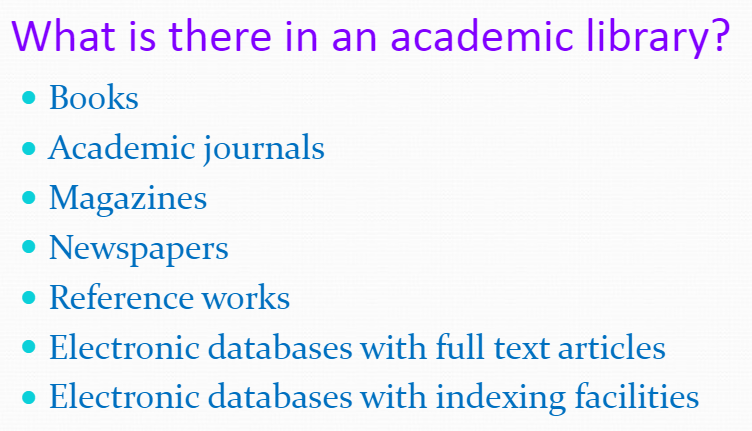 What is there in an academic library?
• Books
• Academic journals
• Magazines
• Newspapers
• Reference works
• Electronic databases with full text articles
• Electronic databases with indexing facilities